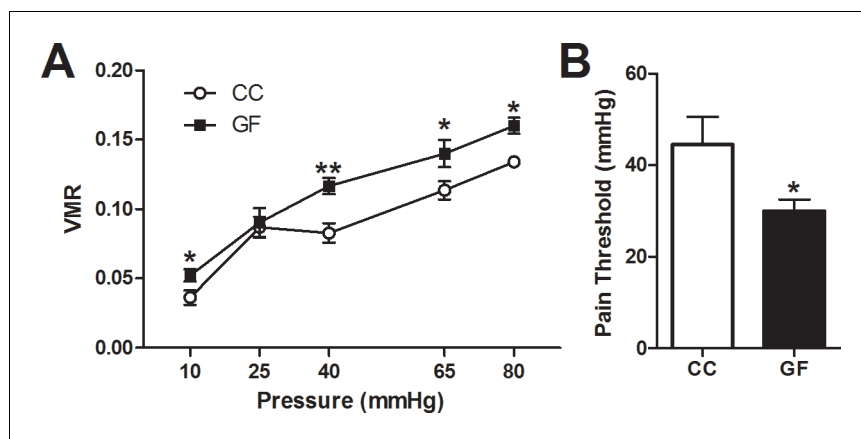 A
0.20
0.15
0.10
0.05
0.00
VMR
CC
GF
*
**
*
*
10 25 40 65 80
Pressure (mmHg)
B
60
40
20
0
Pain Threshold (mmHg)
*
CC GF